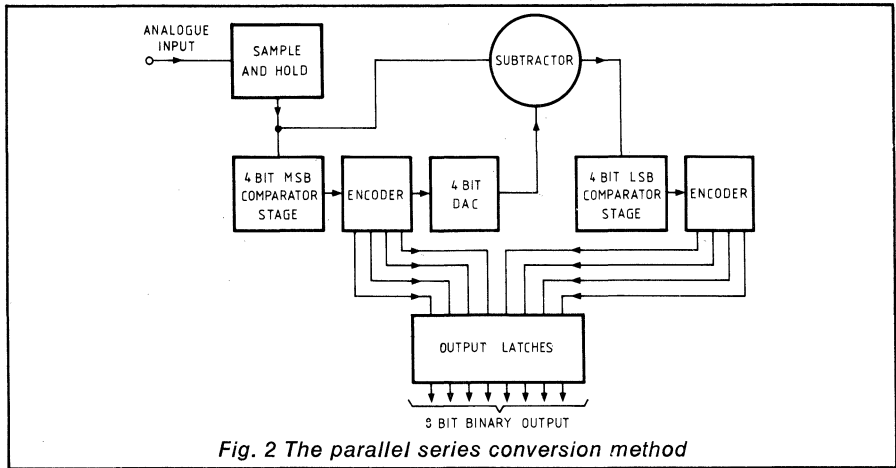 ANALOGUE
INPUT
SAMPLE
AND HOLD
SUBTRACTOR
4 BIT MSB
COMPARATOR
STAGE
ENCODER
4 BIT
DAC
4 BIT LSB
COMPARATOR
STAGE
ENCODER
OUTPUT LATCHES
8 BIT BINARY OUTPUT
Fig. 2 The parallel series conversion method